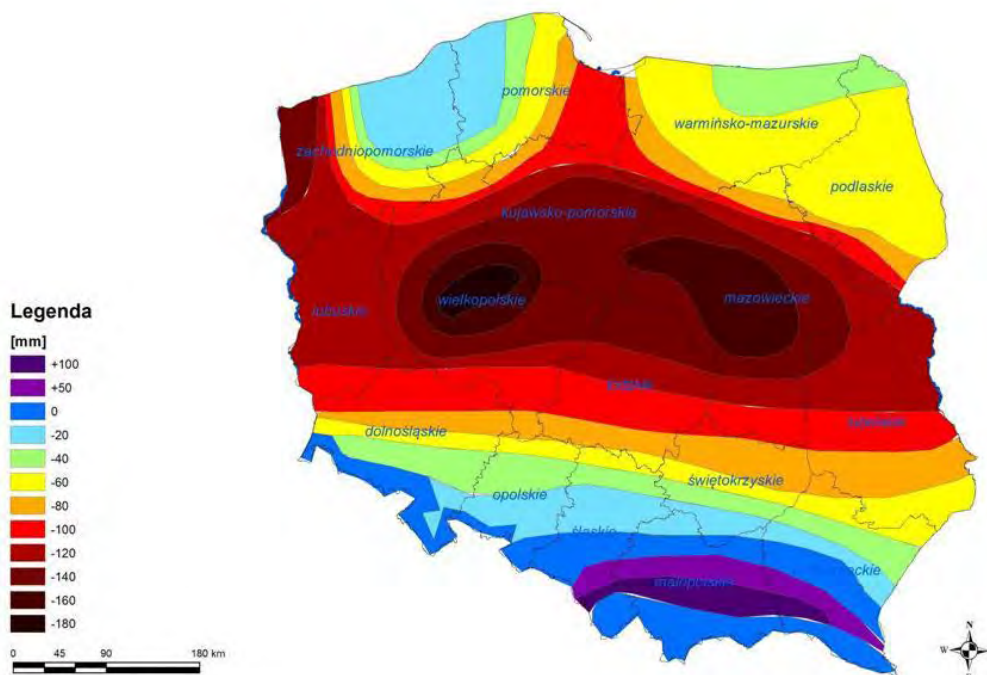 pomorskie
warmińsko-mazurskie
zachodniopomorskie
podlaskie
kujawsko-pomorskie
wielkopolskie
mazowieckie
lubuskie
łódzkie
lubelskie
dolnośląskie
świętokrzyskie
opolskie
śląskie
małopolskie
Legenda
[mm]
+100
+50
0
-20
-40
-60
-80
-100
-120
-140
-160
-180
0 45 90 180 km
N
W